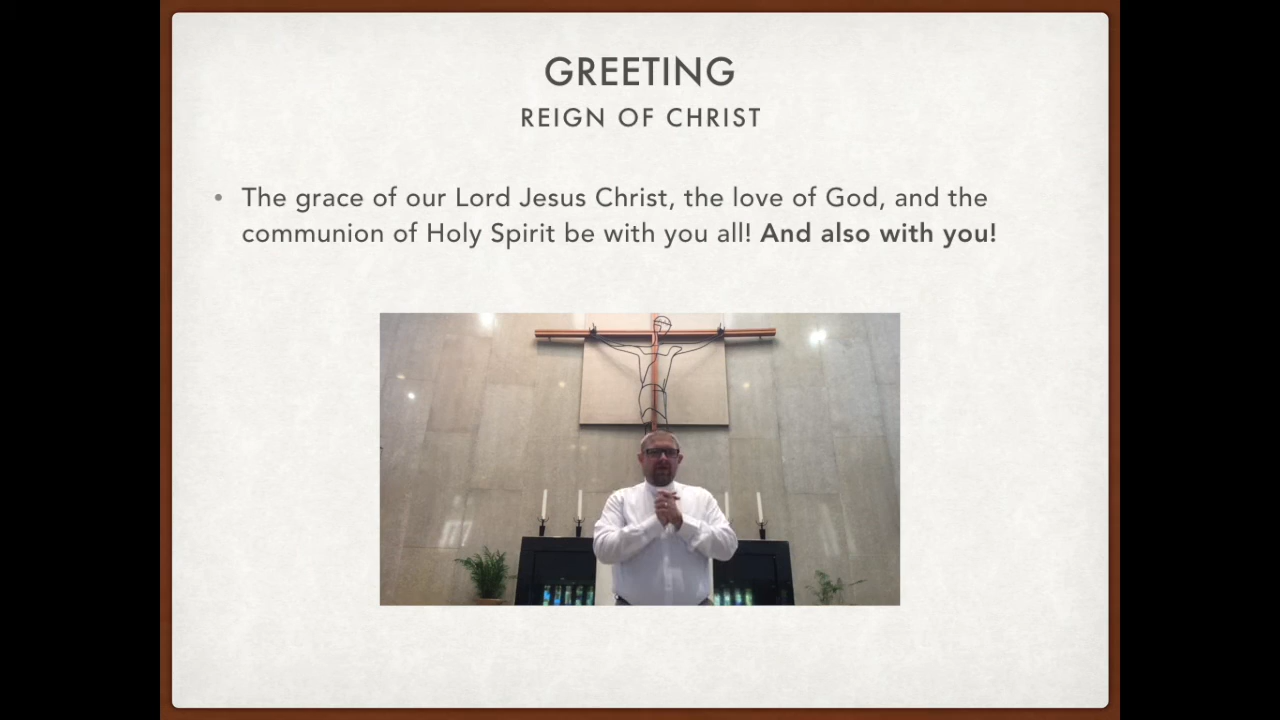 GREETING
REIGN OF CHRIST
• The grace of our Lord Jesus Christ, the love of God, and the
communion of Holy Spirit be with you all! And also with you!